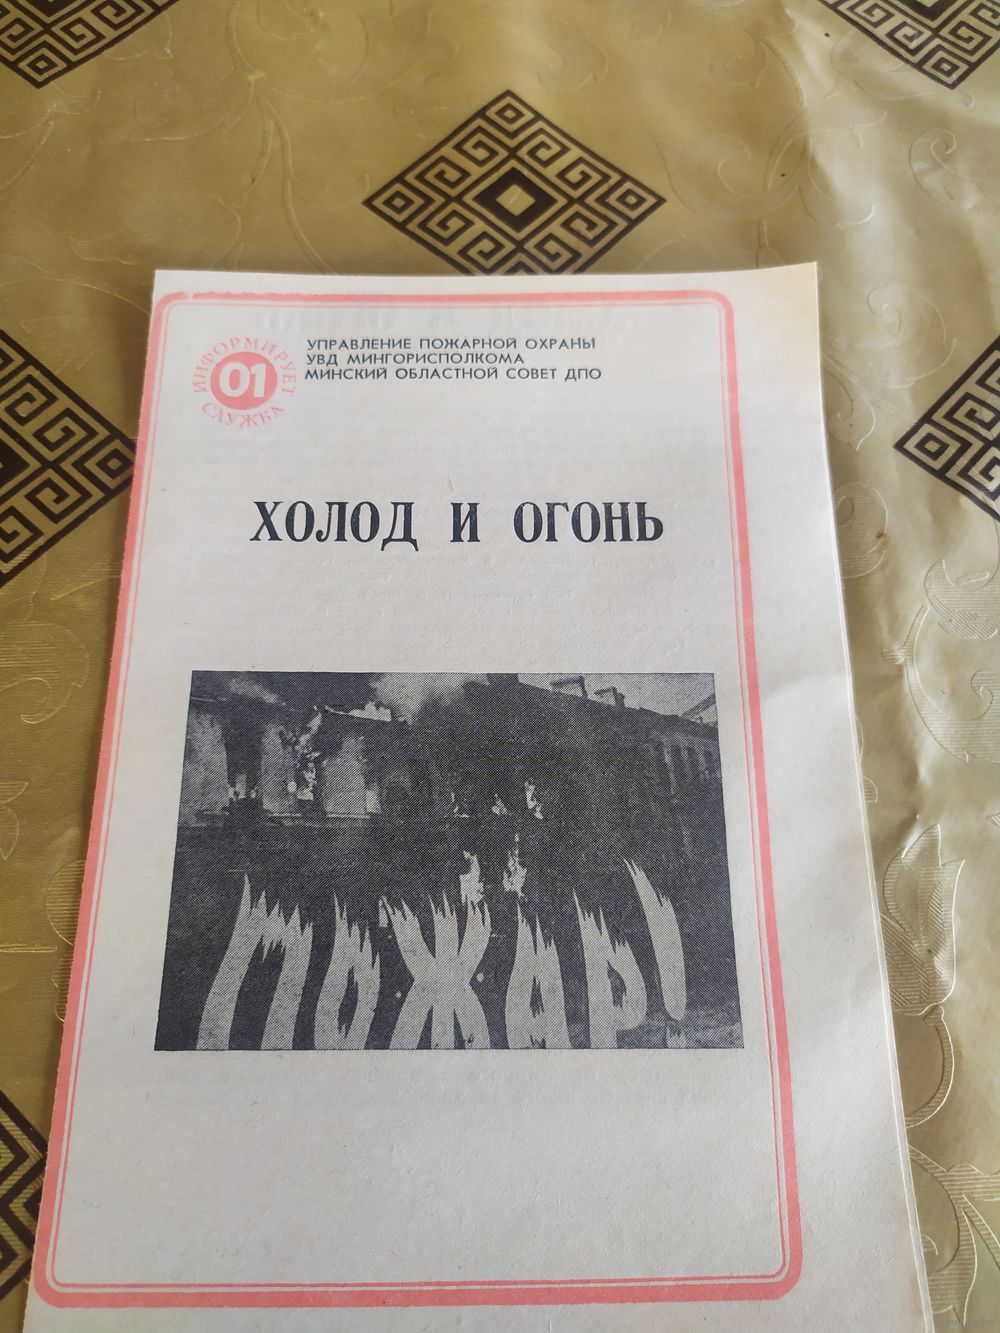 ИНФОРМИРУЕТ
01
СЛУЖБА
УПРАВЛЕНИЕ ПОЖАРНОЙ ОХРАНЫ
УВД МИНГОРИСПОЛКОМА
МИНСКИЙ ОБЛАСТНОЙ СОВЕТ ДПО
ХОЛОД И ОГОНЬ
ПОЖАР!